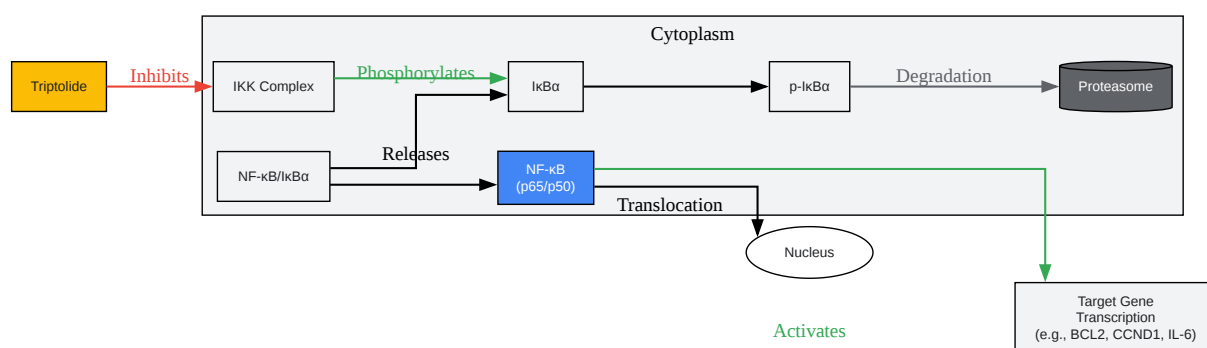 Cytoplasm
Triptolide
Inhibits
IKK Complex
Phosphorylates
IκBα
p-IκBα
Degradation
Proteasome
NF-κB/IκBα
Releases
NF-κB
(p65/p50)
Translocation
Nucleus
Target Gene
Transcription
(e.g., BCL2, CCND1, IL-6)
Activates